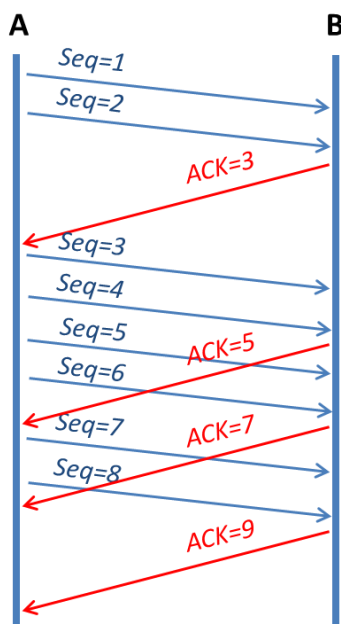 A B
Seq=1
Seq=2
ACK=3
Seq=3
Seq=4
Seq=5
ACK=5
Seq=6
Seq=7
ACK=7
Seq=8
ACK=9